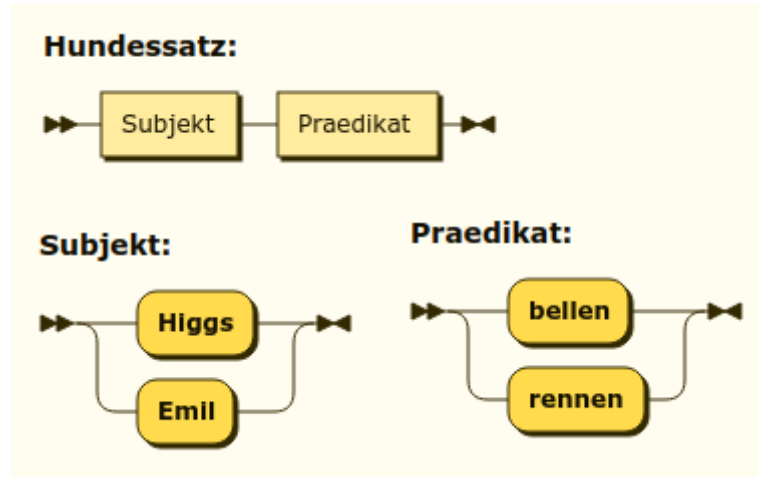 Hundessatz:
Subjekt Praedikat
Subjekt:
Higgs
Emil
Praedikat:
bellen
rennen